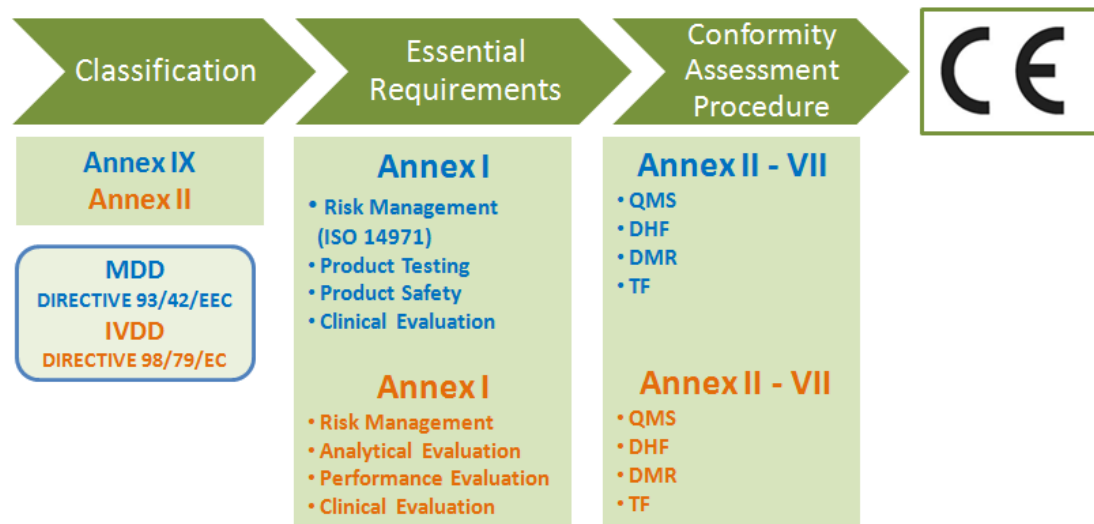 Classification
Essential
Requirements
Conformity
Assessment
Procedure
CE
Annex IX
Annex II
MDD
DIRECTIVE 93/42/EEC
IVDD
DIRECTIVE 98/79/EC
Annex I
• Risk Management
(ISO 14971)
• Product Testing
• Product Safety
• Clinical Evaluation
Annex I
• Risk Management
• Analytical Evaluation
• Performance Evaluation
• Clinical Evaluation
Annex II - VII
• QMS
• DHF
• DMR
• TF
Annex II - VII
• QMS
• DHF
• DMR
• TF